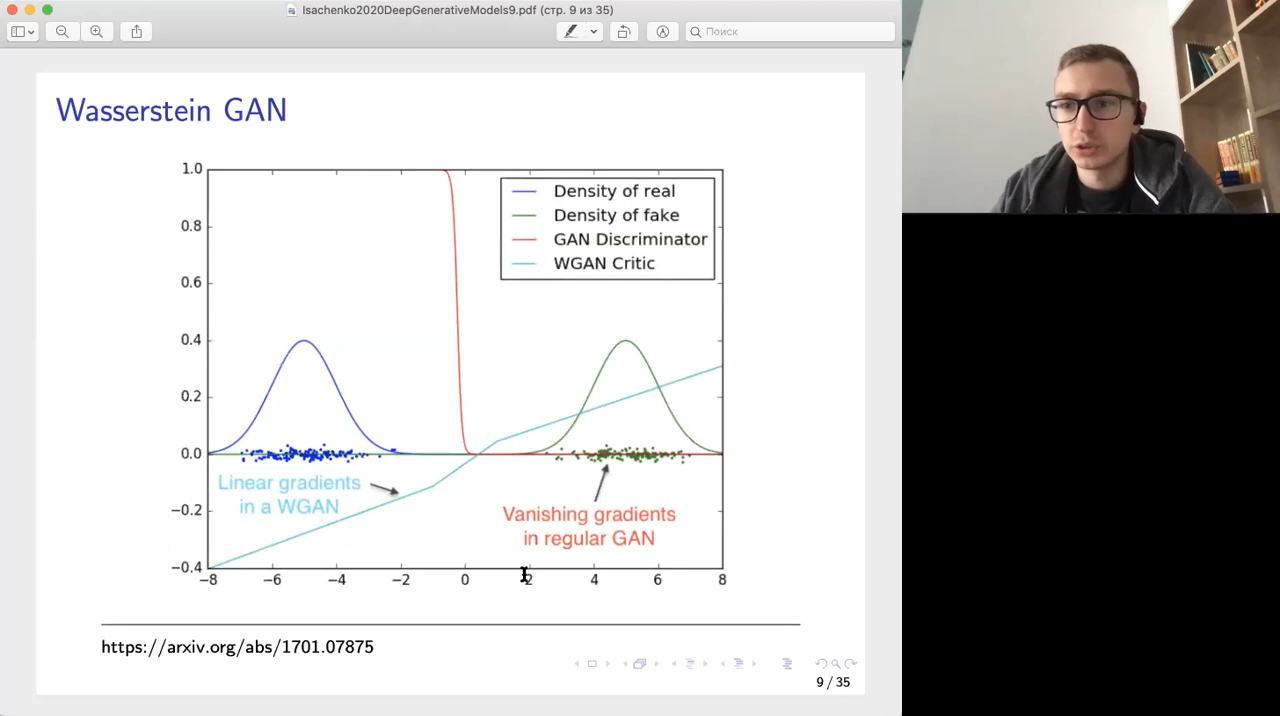 Isachenko2020DeepGenerativeModels9.pdf (стр. 9 из 35)
Поиск
Wasserstein GAN
1.0
0.8
0.6
0.4
0.2
0.0
−0.2
−0.4
−8
−6
−4
−2
0
2
4
6
8
Density of real
Density of fake
GAN Discriminator
WGAN Critic
Linear gradients
in a WGAN
Vanishing gradients
in regular GAN
https://arxiv.org/abs/1701.07875
9 / 35